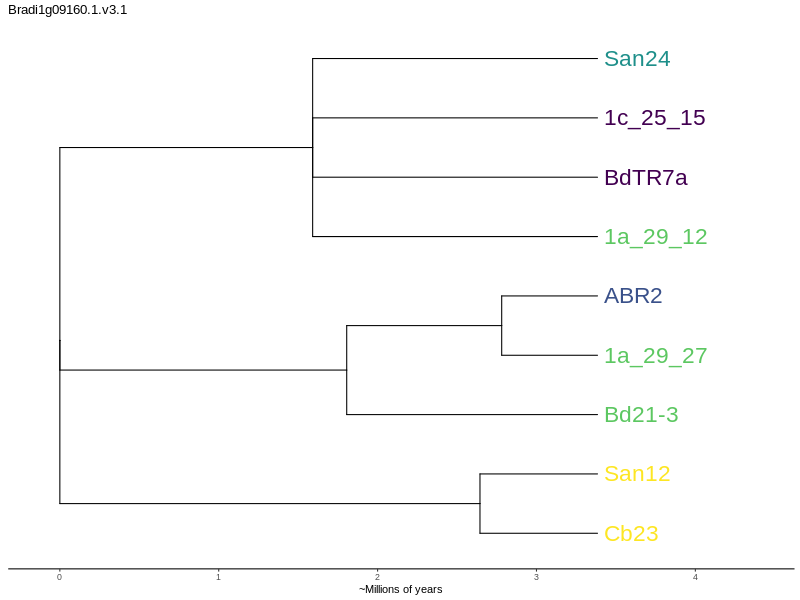 Bradi1g09160.1.v3.1
San24
1c_25_15
BdTR7a
1a_29_12
ABR2
1a_29_27
Bd21-3
San12
Cb23
0 1 2 3 4
~Millions of years